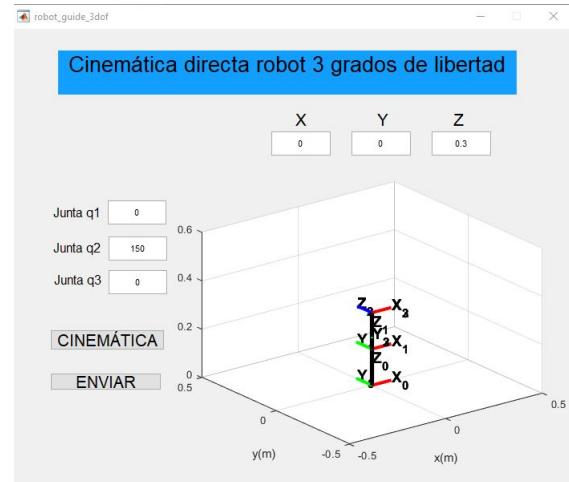 robot_guide_3dof
Cinemática directa robot 3 grados de libertad
X Y Z
0 0 0.3
Junta q1 0
Junta q2 150
Junta q3 0
CINEMÁTICA
ENVIAR
0.6
0.4
0.2
0
0.5
0
-0.5
y(m)
-0.5
0
0.5
x(m)
X3
Z1
X1
Z0
Y
X0